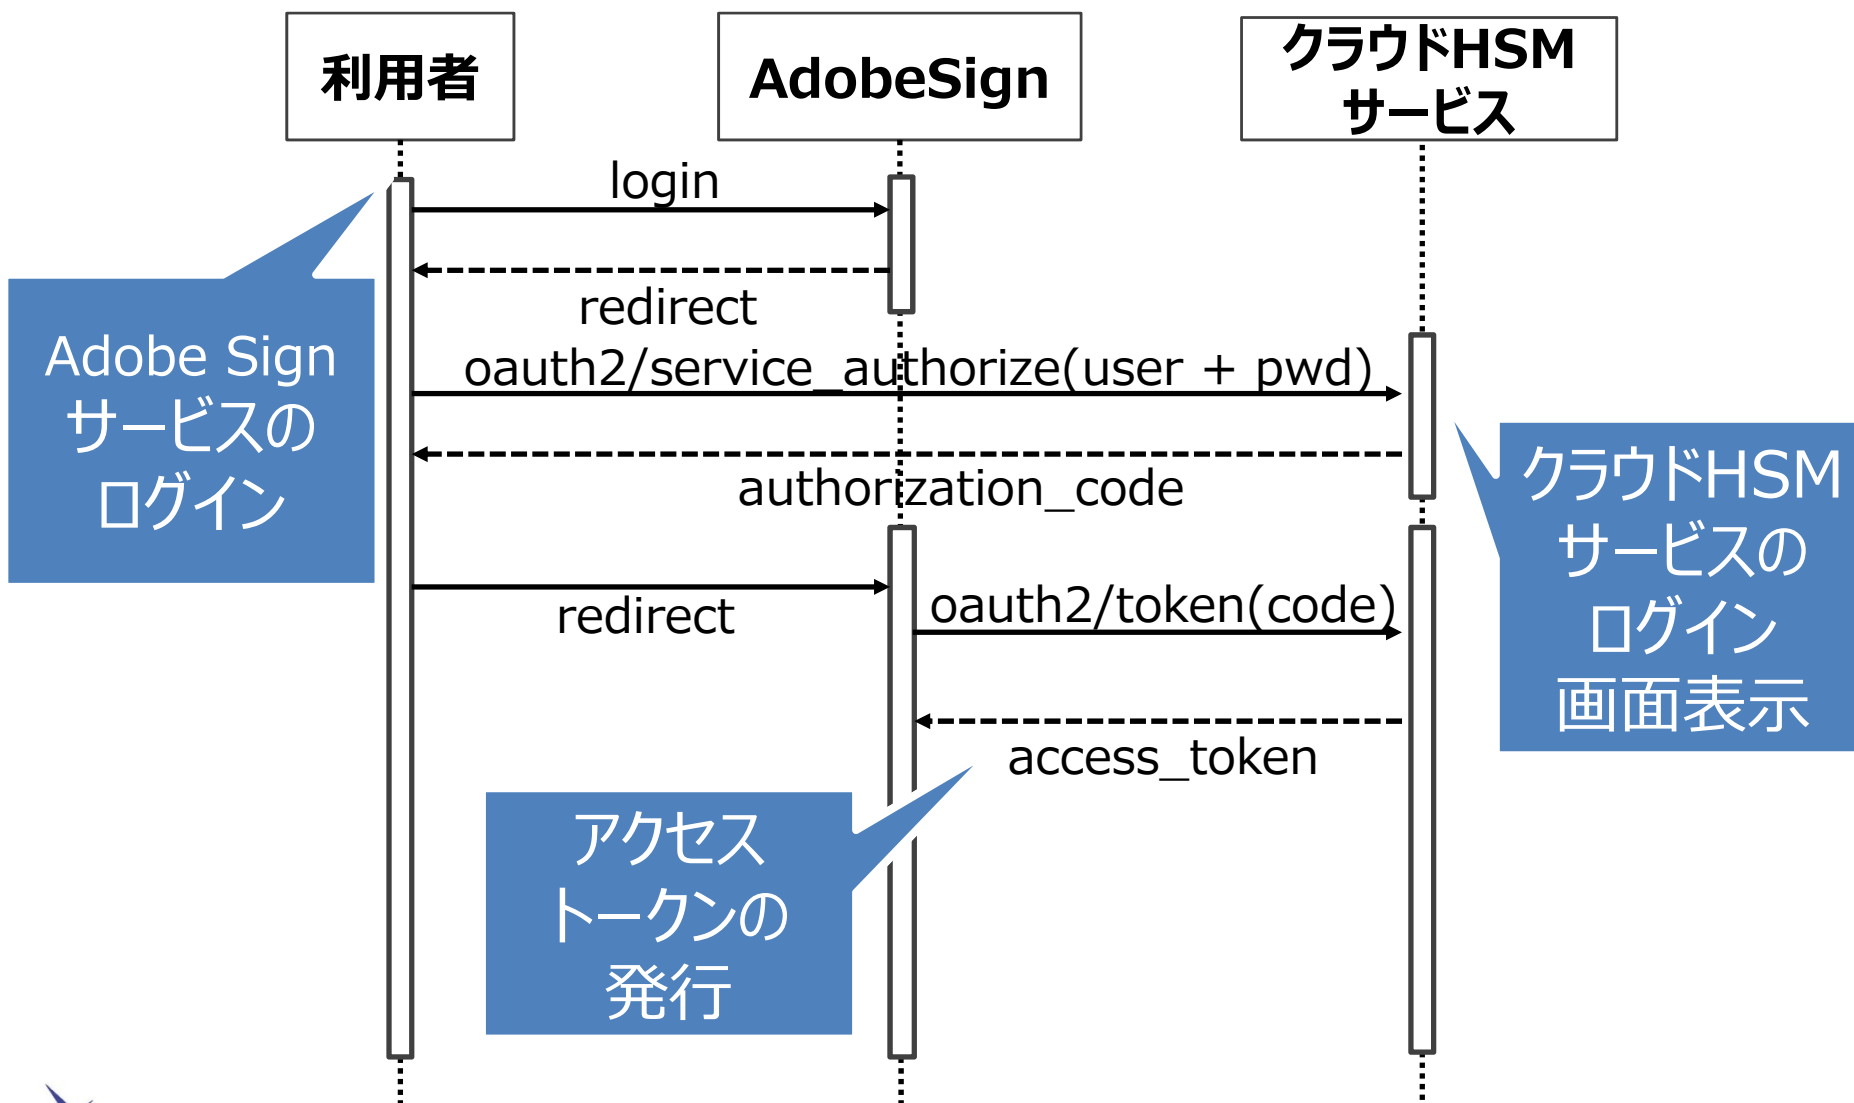 利用者
AdobeSign
クラウドHSM
サービス
login
redirect
Adobe Sign
サービスの
ログイン
oauth2/service_authorize(user + pwd)
authorization_code
クラウドHSM
サービスの
ログイン
画面表示
redirect
oauth2/token(code)
access_token
アクセス
トークンの
発行